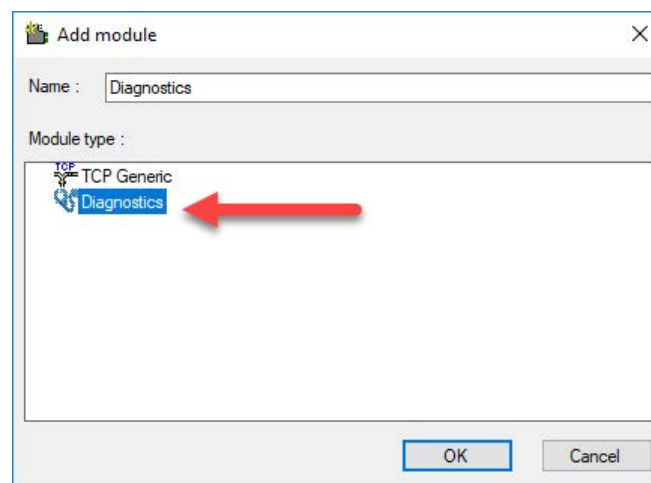 Add module
Name : Diagnostics
Module type :
TCP TCP Generic
Diagnostics
OK Cancel